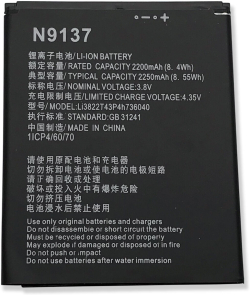 N9137
锂离子电池/LI-ION BATTERY
额定容量/RATED CAPACITY 2200mAh(8.4Wh)
典型容量/TYPICAL CAPACITY 2250mAh(8.55Wh)
标称电压/NOMINAL VOLTAGE:3.8V
充电限制电压/LIMITED CHARGE VOLTAGE:4.35V
型号/MODEL:Li3822T43P4h736040
执行标准/STANDARD:GB 31241
中国制造/MADE IN CHINA
1ICP4/60/70
请使用原配电池和充电器
切勿拆卸或使电池的电极短路
请按规定废弃或回收
破坏或投入火中有爆炸危险
勿挤压电池
电池浸水后切勿使用
Use only original batteries and chargers
Do not disassemble or short circuit the battery
Must be recycled or disposed of properly
May explode if damaged or disposed of in fire
Do not push or impact
Do not use batteries after water immersion